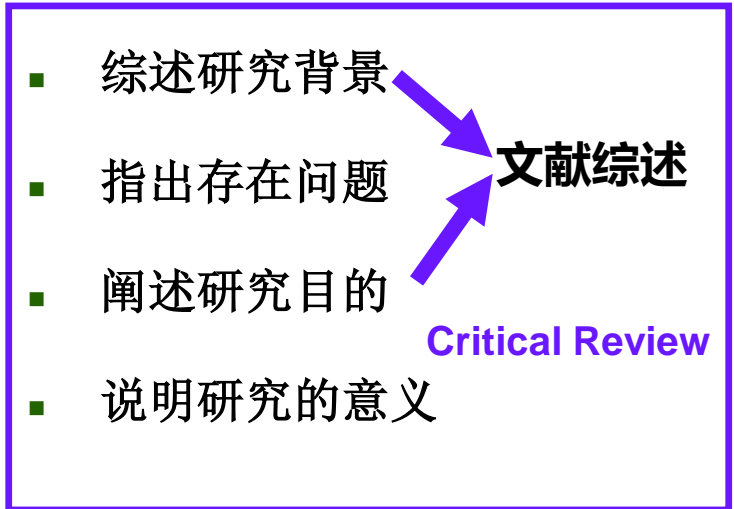 综述研究背景
文献综述
指出存在问题
阐述研究目的
Critical Review
说明研究的意义